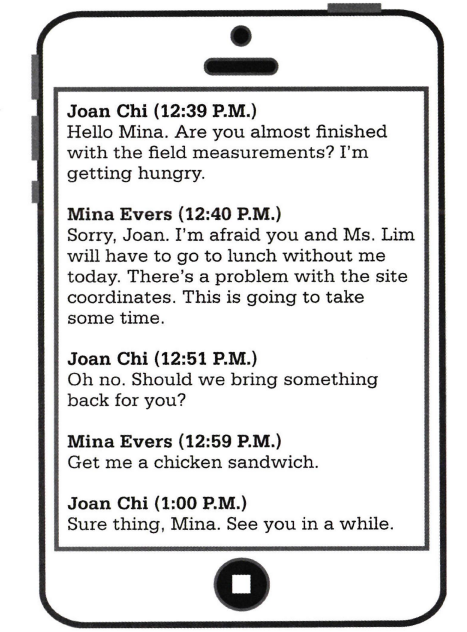 Joan Chi (12:39 P.M.)
Hello Mina. Are you almost finished
with the field measurements? I'm
getting hungry.
Mina Evers (12:40 P.M.)
Sorry, Joan. I'm afraid you and Ms. Lim
will have to go to lunch without me
today. There's a problem with the site
coordinates. This is going to take
some time.
Joan Chi (12:51 P.M.)
Oh no. Should we bring something
back for you?
Mina Evers (12:59 P.M.)
Get me a chicken sandwich.
Joan Chi (1:00 P.M.)
Sure thing, Mina. See you in a while.